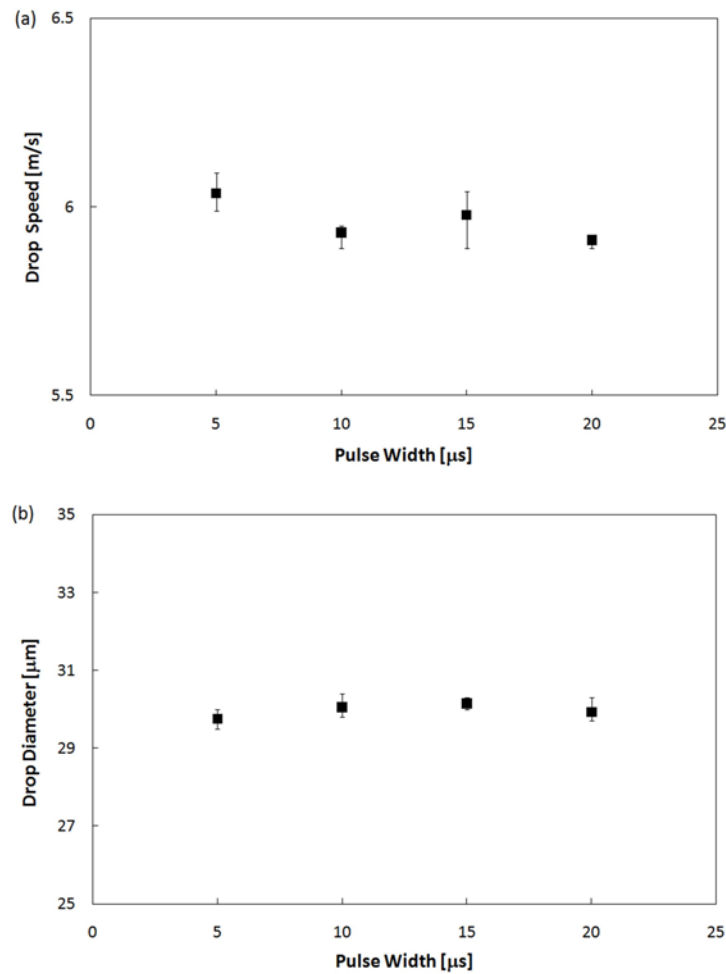 (a)
6.5
6
5.5
Drop Speed [m/s]
0 5 10 15 20 25
Pulse Width [μs]
(b)
35
33
31
29
27
25
Drop Diameter [μm]
0 5 10 15 20 25
Pulse Width [μs]